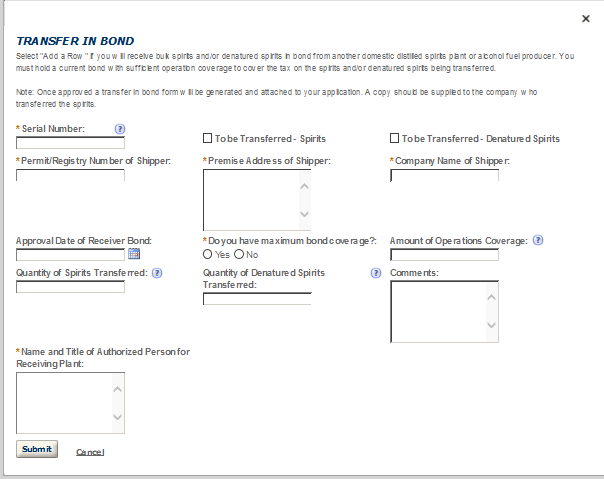 TRANSFER IN BOND
Select "Add a Row " if you will receive bulk spirits and/or denatured spirits in bond from another domestic distilled spirits plant or alcohol fuel producer. You
must hold a current bond with sufficient operation coverage to cover the tax on the spirits and/or denatured spirits being transferred.
Note: Once approved a transfer in bond form will be generated and attached to your application. A copy should be supplied to the company who
transferred the spirits.
* Serial Number: ?
To be Transferred - Spirits
To be Transferred - Denatured Spirits
* Permit/Registry Number of Shipper:
* Premise Address of Shipper:
* Company Name of Shipper:
Approval Date of Receiver Bond:
* Do you have maximum bond coverage?:
Yes No
Amount of Operations Coverage: ?
Quantity of Spirits Transferred: ?
Quantity of Denatured Spirits ?
Transferred:
Comments:
* Name and Title of Authorized Person for
Receiving Plant:
Submit
Cancel